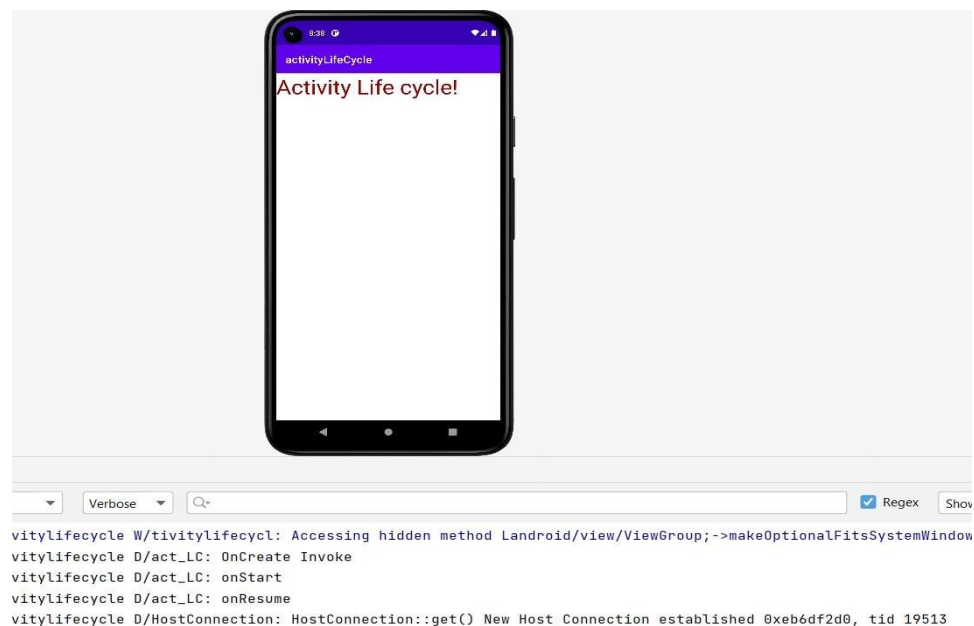 8:38
activityLifeCycle
Activity Life cycle!
Verbose
Regex
Show
vitylifecycle W/tivitylifecycl: Accessing hidden method Landroid/view/ViewGroup;->makeOptionalFitsSystemWindow
vitylifecycle D/act_LC: OnCreate Invoke
vitylifecycle D/act_LC: onStart
vitylifecycle D/act_LC: onResume
vitylifecycle D/HostConnection: HostConnection::get() New Host Connection established 0xeb6df2d0, tid 19513